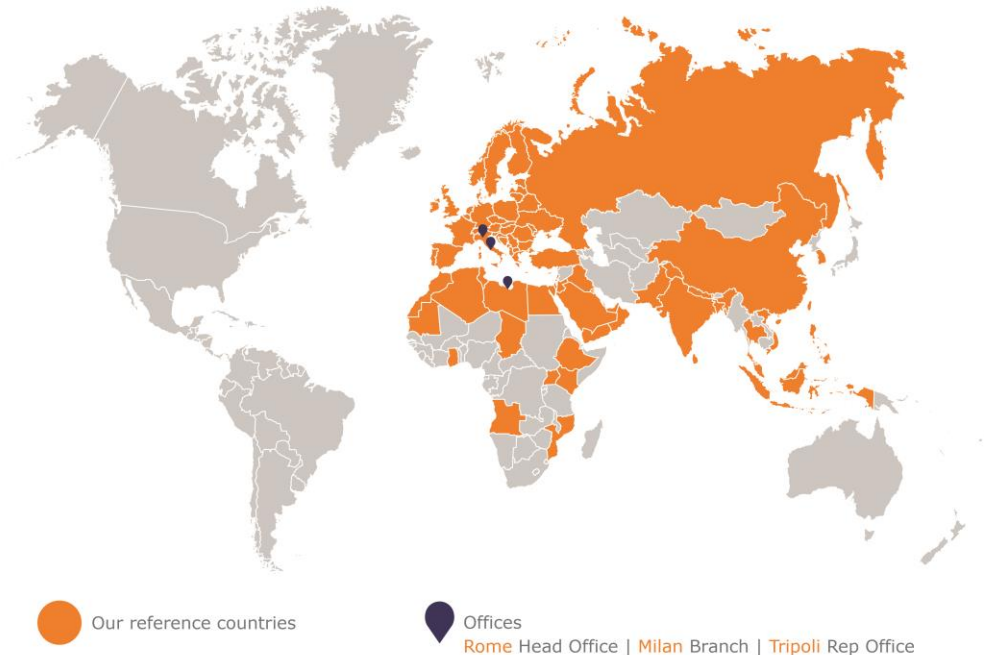 Our reference countries
Offices
Rome Head Office | Milan Branch | Tripoli Rep Office